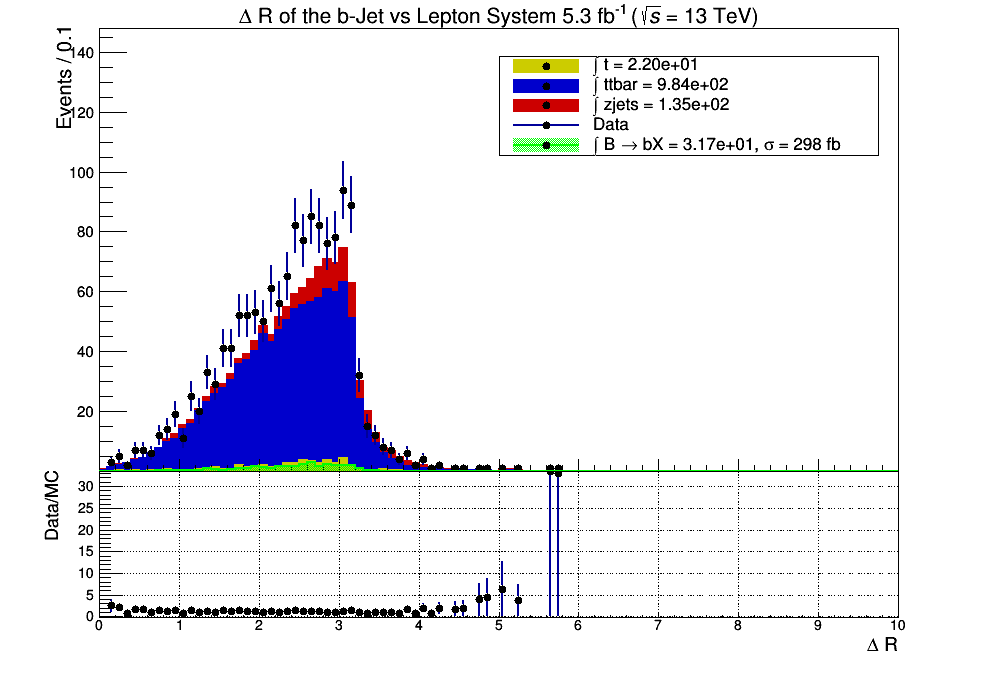 Δ R of the b-Jet vs Lepton System 5.3 fb⁻¹ (√s = 13 TeV)
Events / 0.1
140
120
100
80
60
40
20
∫ t = 2.20e+01
∫ ttbar = 9.84e+02
∫ zjets = 1.35e+02
Data
∫ B → bX = 3.17e+01, σ = 298 fb
Data/MC
30
25
20
15
10
5
0
0 1 2 3 4 5 6 7 8 9 10
Δ R